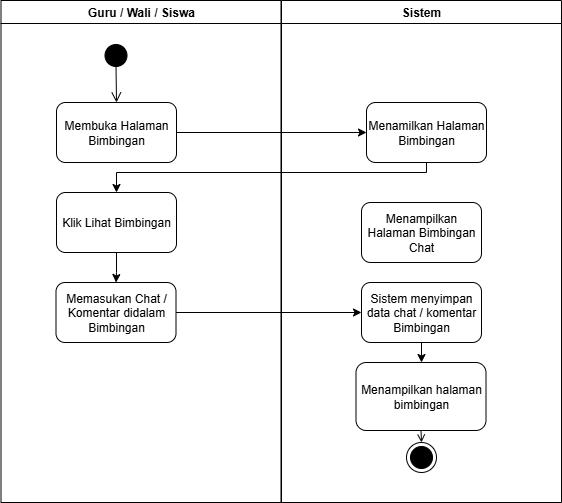 Guru / Wali / Siswa
Sistem
Membuka Halaman
Bimbingan
Menamilkan Halaman
Bimbingan
Klik Lihat Bimbingan
Menampilkan
Halaman Bimbingan
Chat
Memasukan Chat /
Komentar didalam
Bimbingan
Sistem menyimpan
data chat / komentar
Bimbingan
Menampilkan halaman
bimbingan